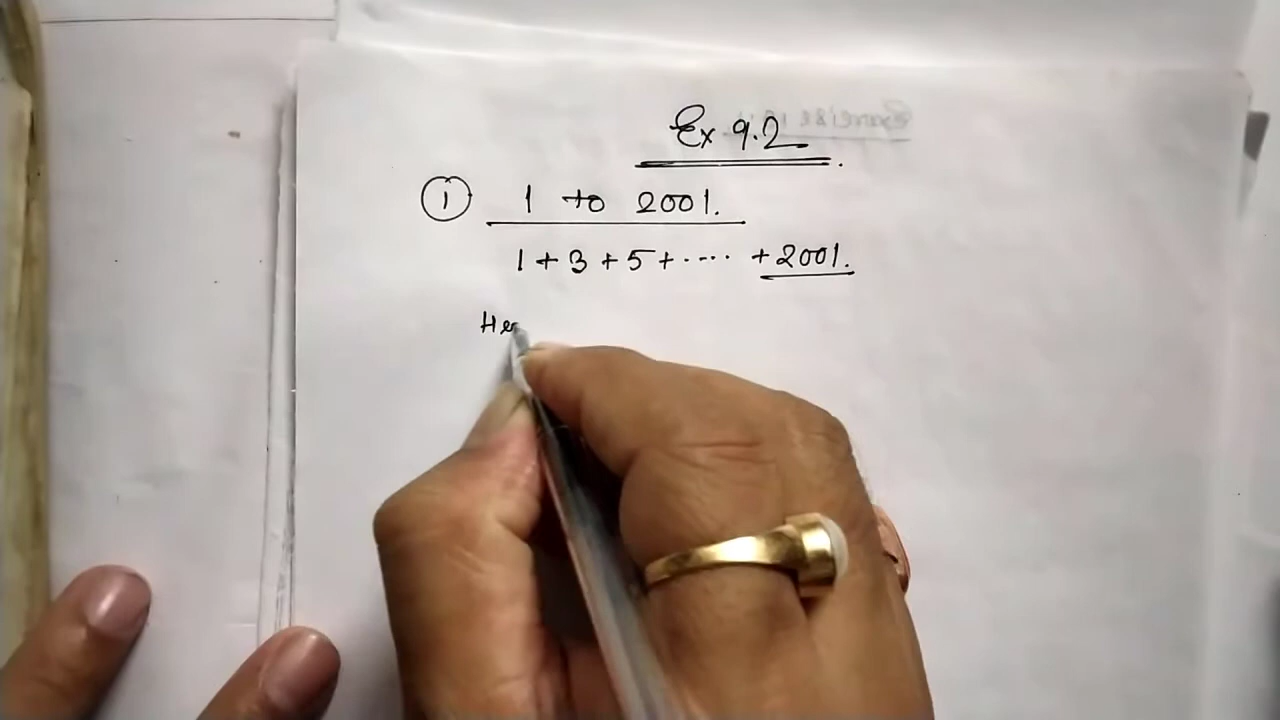 Ex 9.2
① 1 to 2001.
1 + 3 + 5 + ···· + 2001.
He